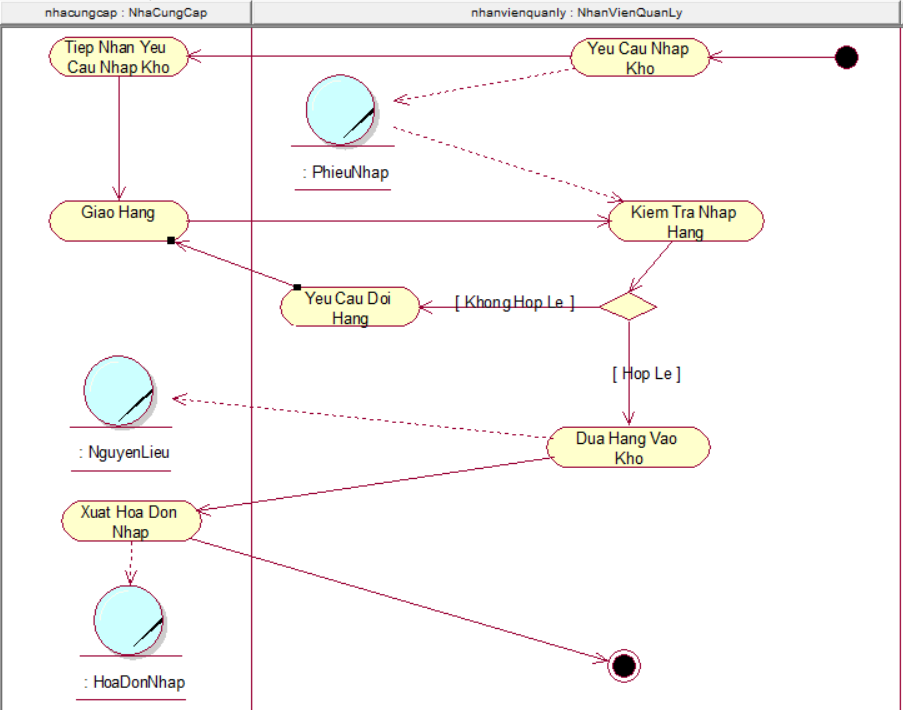 nhacungcap : NhaCungCap
nhanvienquanly : NhanVienQuanLy
Tiep Nhan Yeu
Cau Nhap Kho
Yeu Cau Nhap
Kho
: PhieuNhap
Giao Hang
Kiem Tra Nhap
Hang
Yeu Cau Doi
Hang
[ Khong Hop Le ]
[ Hop Le ]
: NguyenLieu
Dua Hang Vao
Kho
Xuat Hoa Don
Nhap
: HoaDonNhap